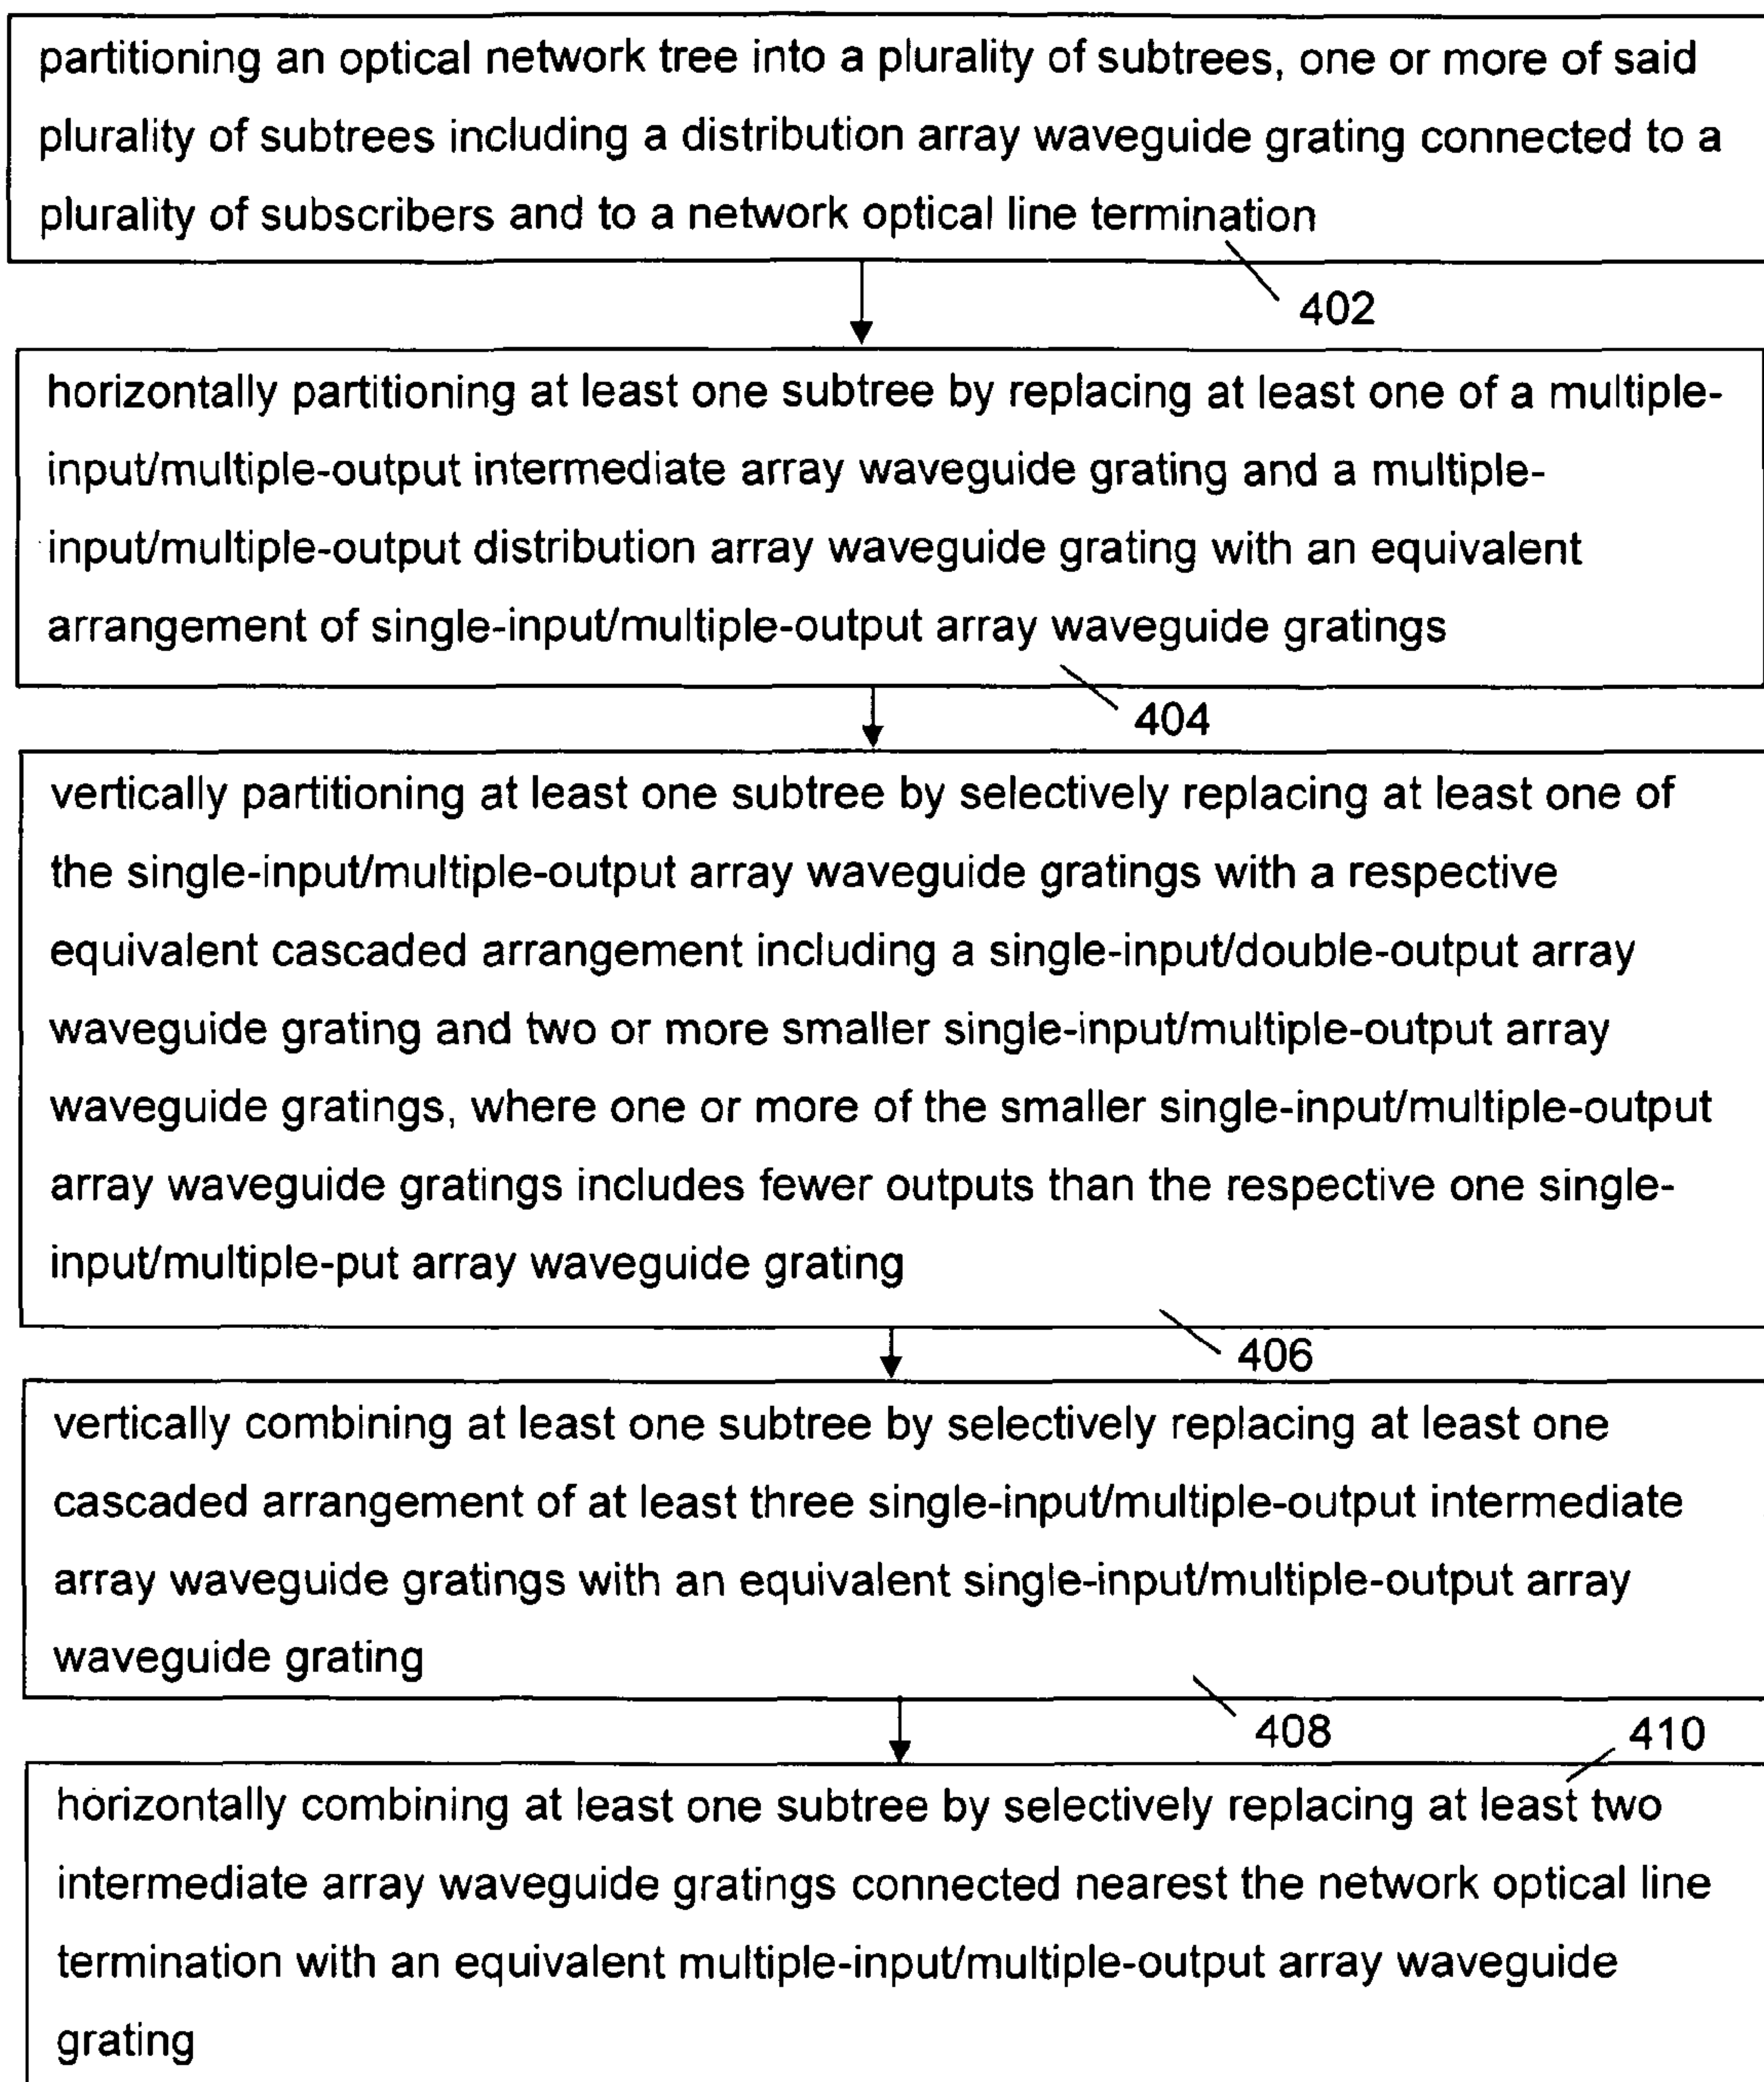 partitioning an optical network tree into a plurality of subtrees, one or more of said
plurality of subtrees including a distribution array waveguide grating connected to a
plurality of subscribers and to a network optical line termination
402
horizontally partitioning at least one subtree by replacing at least one of a multiple-
input/multiple-output intermediate array waveguide grating and a multiple-
input/multiple-output distribution array waveguide grating with an equivalent
arrangement of single-input/multiple-output array waveguide gratings
404
vertically partitioning at least one subtree by selectively replacing at least one of
the single-input/multiple-output array waveguide gratings with a respective
equivalent cascaded arrangement including a single-input/double-output array
waveguide grating and two or more smaller single-input/multiple-output array
waveguide gratings, where one or more of the smaller single-input/multiple-output
array waveguide gratings includes fewer outputs than the respective one single-
input/multiple-put array waveguide grating
406
vertically combining at least one subtree by selectively replacing at least one
cascaded arrangement of at least three single-input/multiple-output intermediate
array waveguide gratings with an equivalent single-input/multiple-output array
waveguide grating
408
410
horizontally combining at least one subtree by selectively replacing at least two
intermediate array waveguide gratings connected nearest the network optical line
termination with an equivalent multiple-input/multiple-output array waveguide
grating